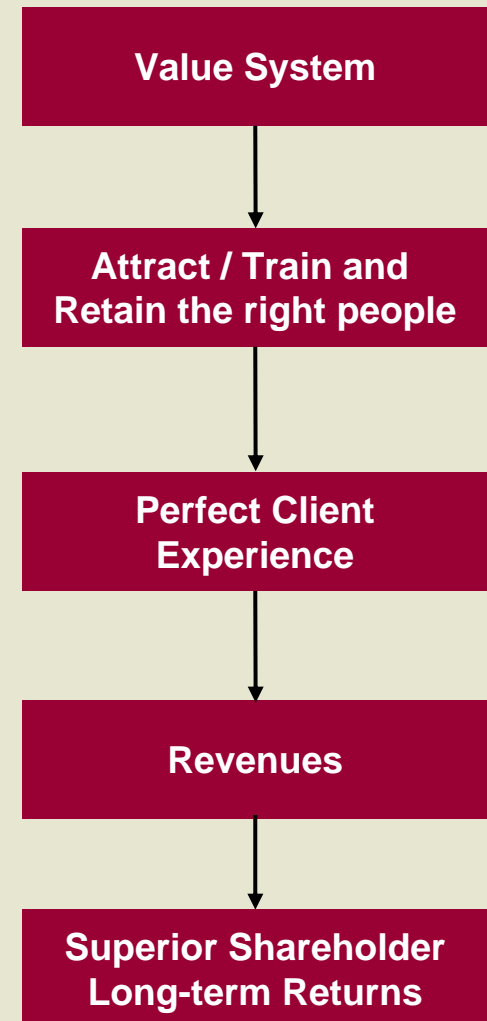 Value System
Attract / Train and
Retain the right people
Perfect Client
Experience
Revenues
Superior Shareholder
Long-term Returns